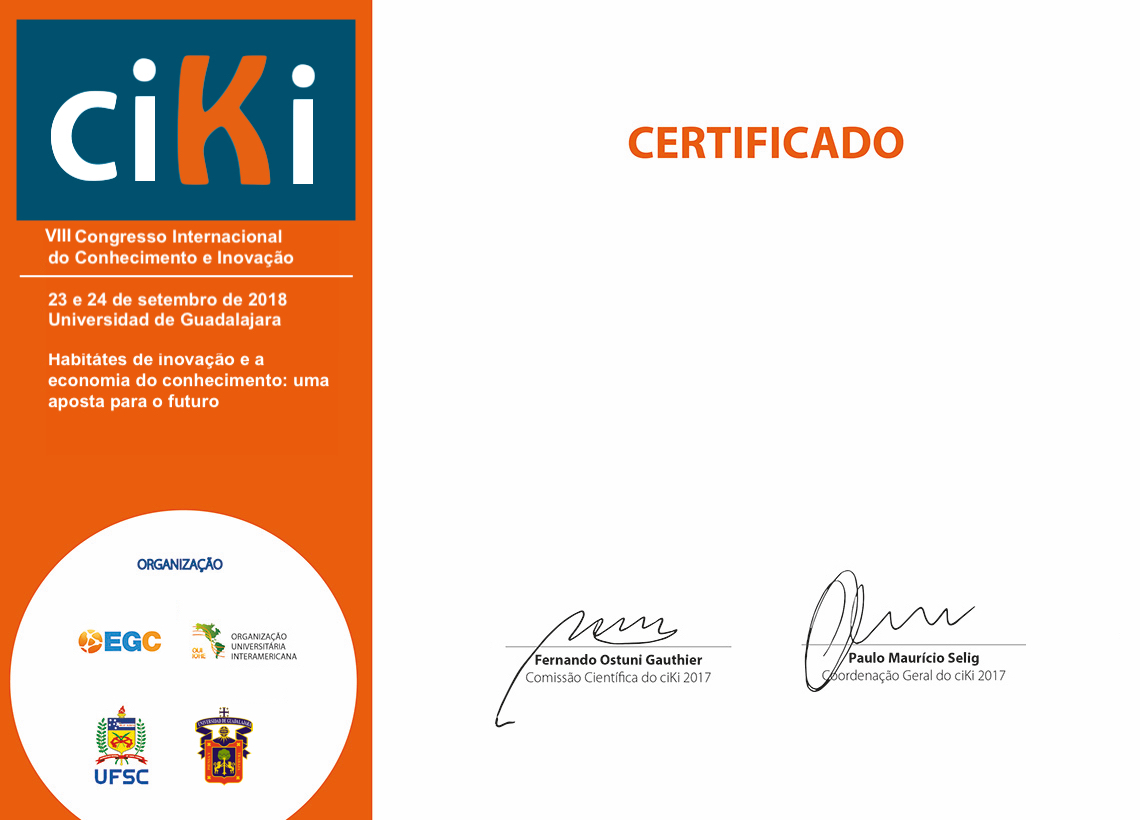 ciKi
VIII Congresso Internacional
do Conhecimento e Inovação
23 e 24 de setembro de 2018
Universidad de Guadalajara
Habitátes de inovação e a
economia do conhecimento: uma
aposta para o futuro
ORGANIZAÇÃO
EGC
OUI
IOHE
ORGANIZAÇÃO
UNIVERSITÁRIA
INTERAMERICANA
UFSC
UNIVERSIDAD DE GUADALAJARA
CERTIFICADO
Fernando Ostuni Gauthier
Comissão Científica do ciKi 2017
Paulo Maurício Selig
Coordenação Geral do ciKi 2017